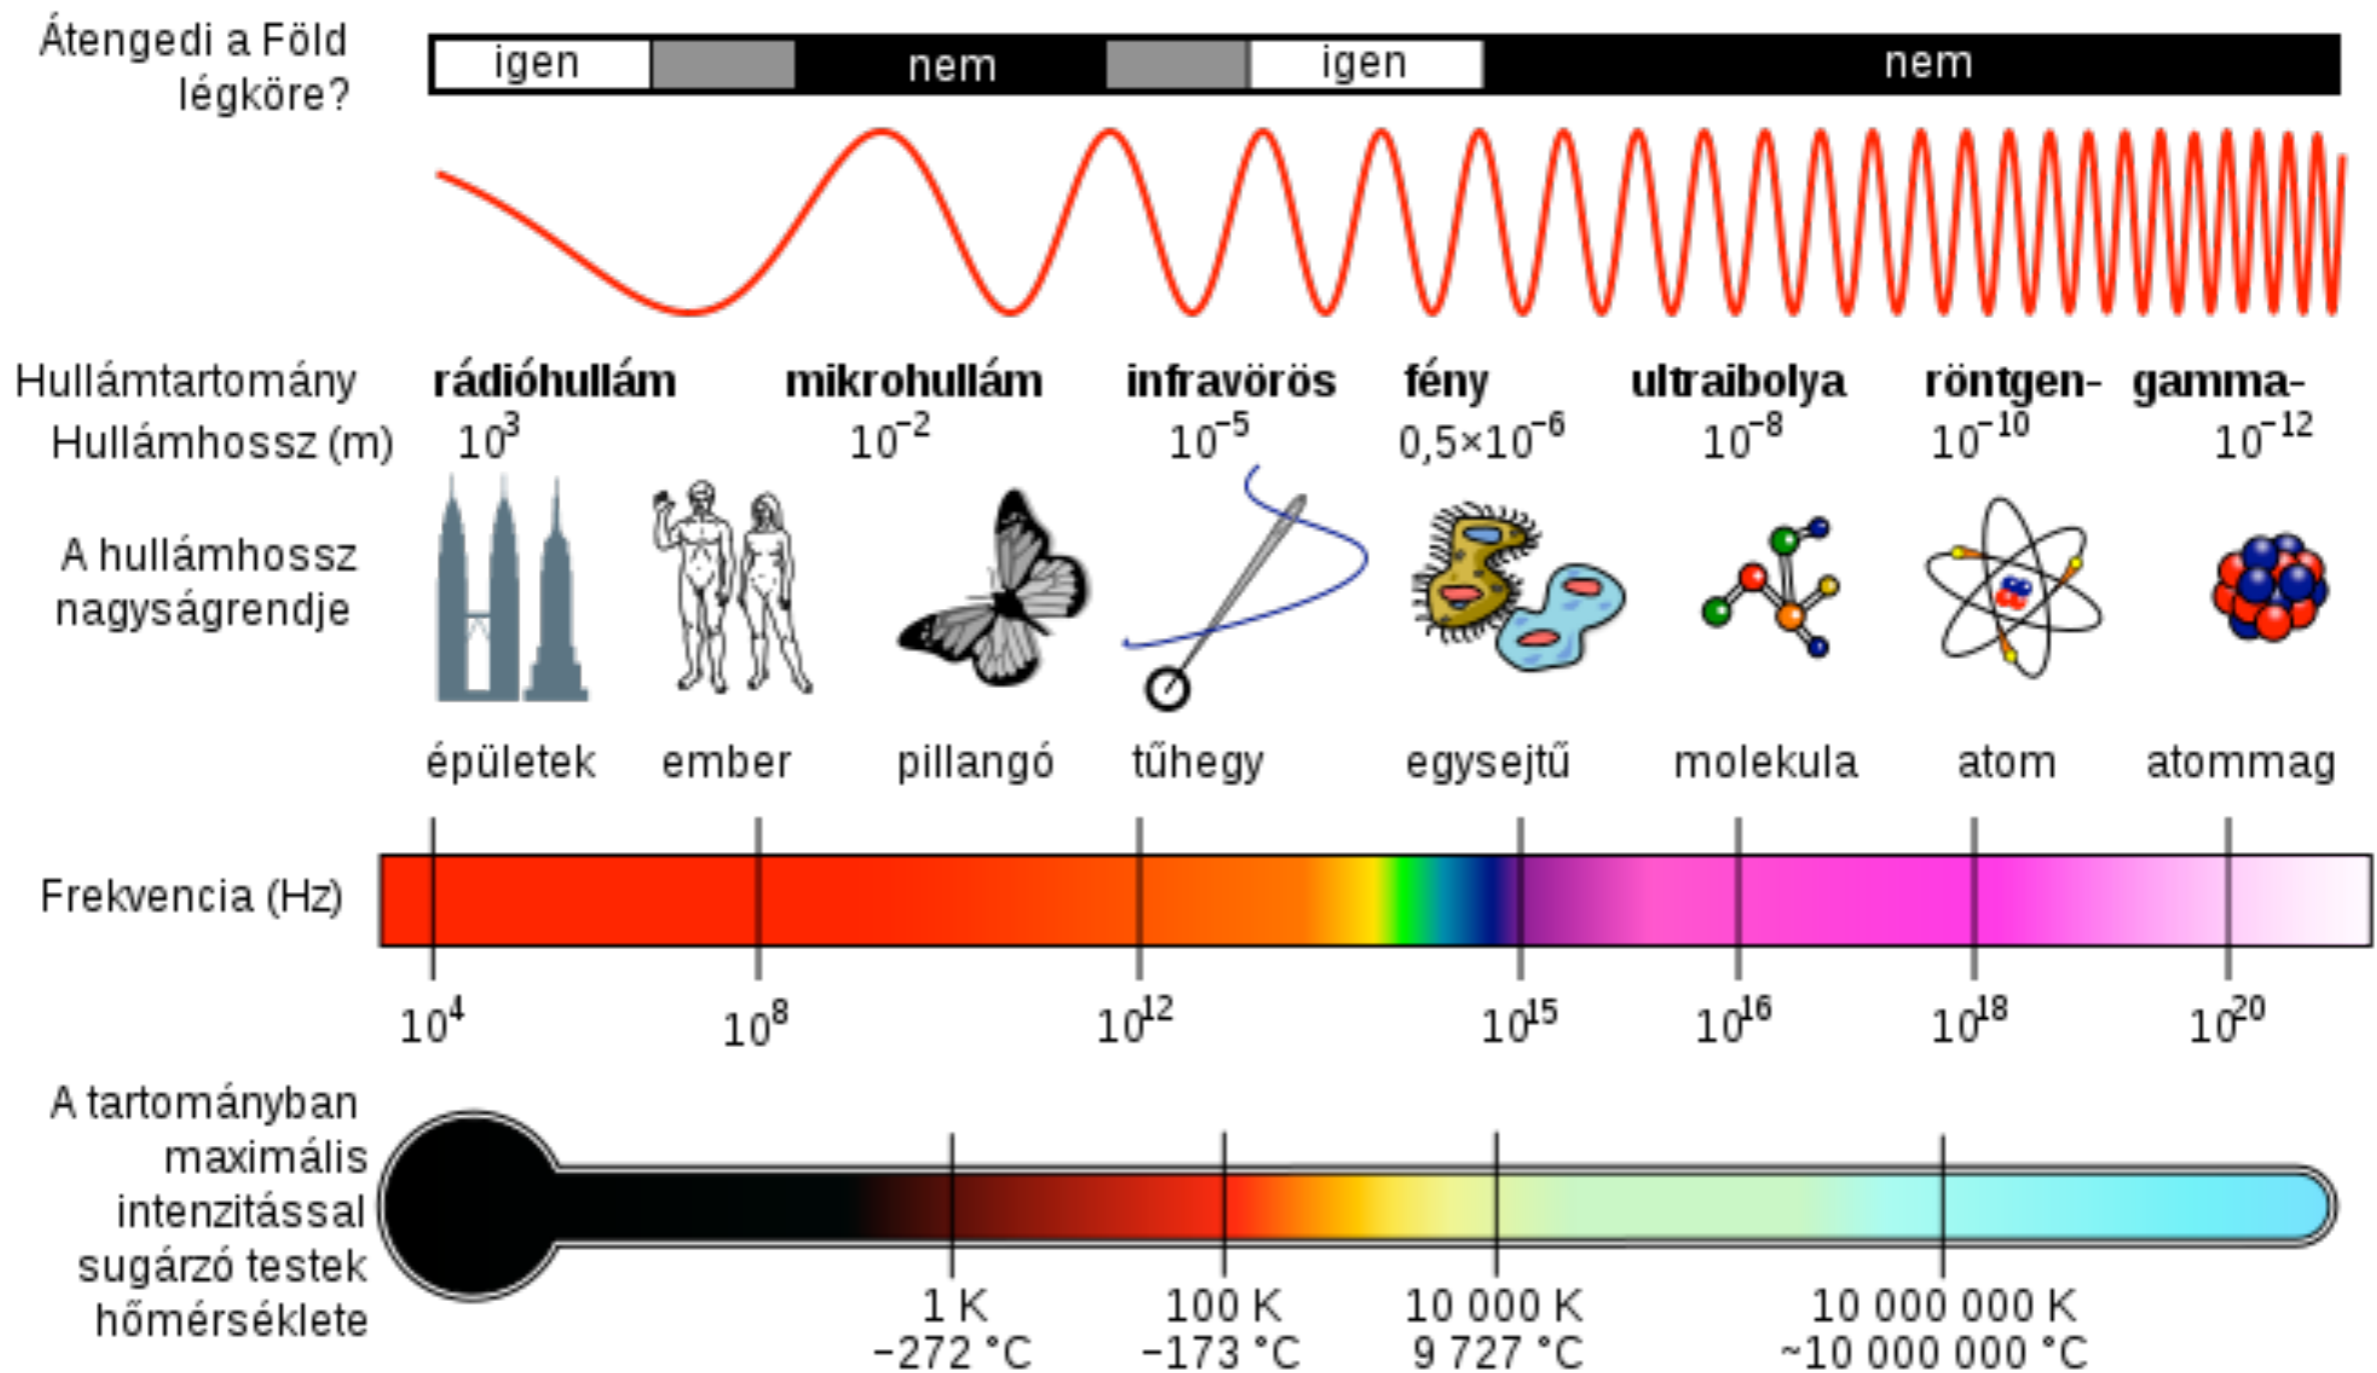 Átengedi a Föld
légköre?
igen nem igen nem
Hullámtartomány rádióhullám mikrohullám infravörös fény ultraibolya röntgen- gamma-
Hullámhossz (m) 10³ 10⁻² 10⁻⁵ 0,5×10⁻⁶ 10⁻⁸ 10⁻¹⁰ 10⁻¹²
A hullámhossz
nagyságrendje
épületek ember pillangó tűhegy egysejtű molekula atom atommag
Frekvencia (Hz)
10⁴ 10⁸ 10¹² 10¹⁵ 10¹⁶ 10¹⁸ 10²⁰
A tartományban
maximális
intenzitással
sugárzó testek
hőmérséklete
1 K 100 K 10 000 K 10 000 000 K
−272 °C −173 °C 9 727 °C ~10 000 000 °C